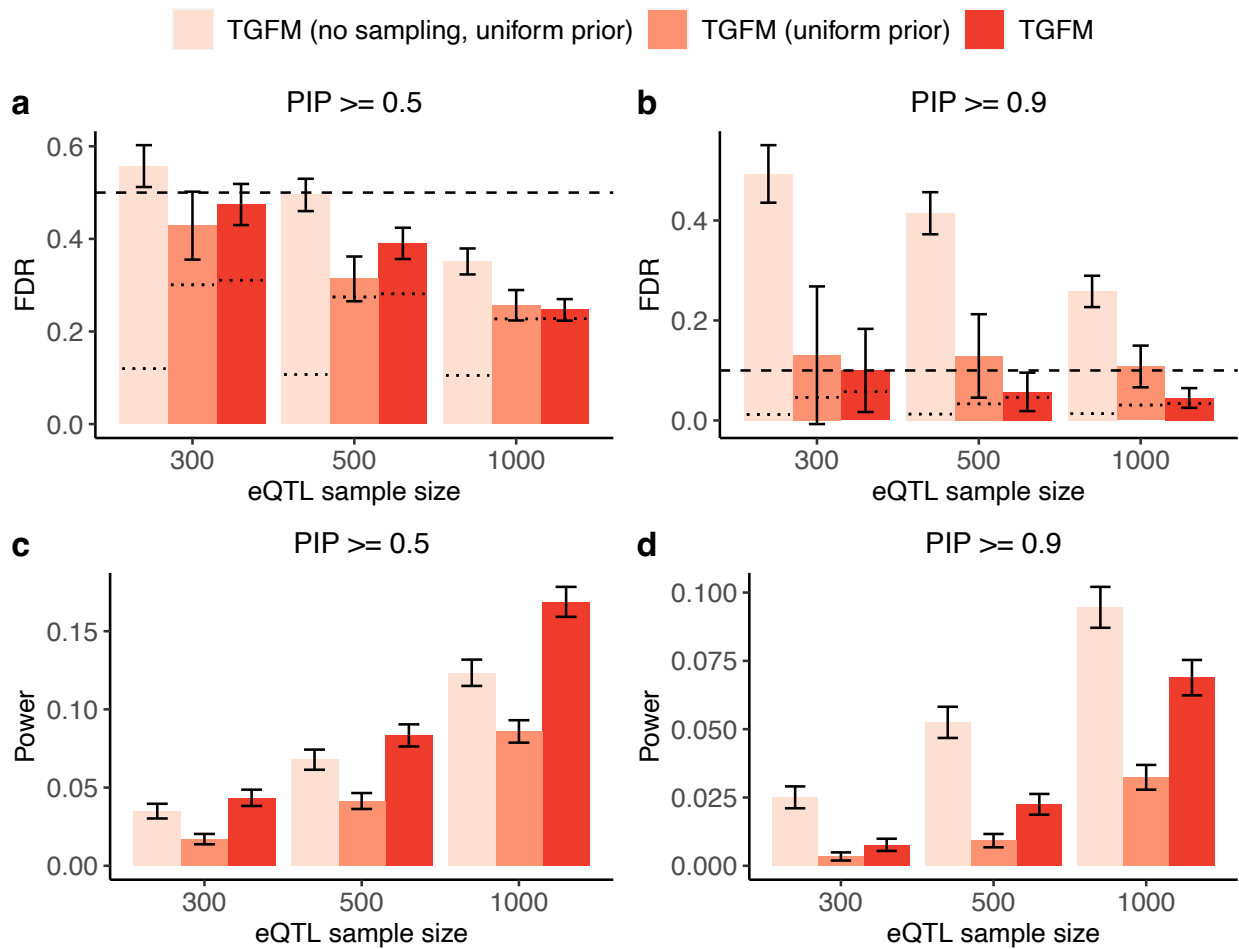 TGFM (no sampling, uniform prior) TGFM (uniform prior) TGFM
a PIP >= 0.5
FDR
0.6
0.4
0.2
0.0
300 500 1000
eQTL sample size
b PIP >= 0.9
FDR
0.4
0.2
0.0
300 500 1000
eQTL sample size
c PIP >= 0.5
Power
0.15
0.10
0.05
0.00
300 500 1000
eQTL sample size
d PIP >= 0.9
Power
0.100
0.075
0.050
0.025
0.000
300 500 1000
eQTL sample size